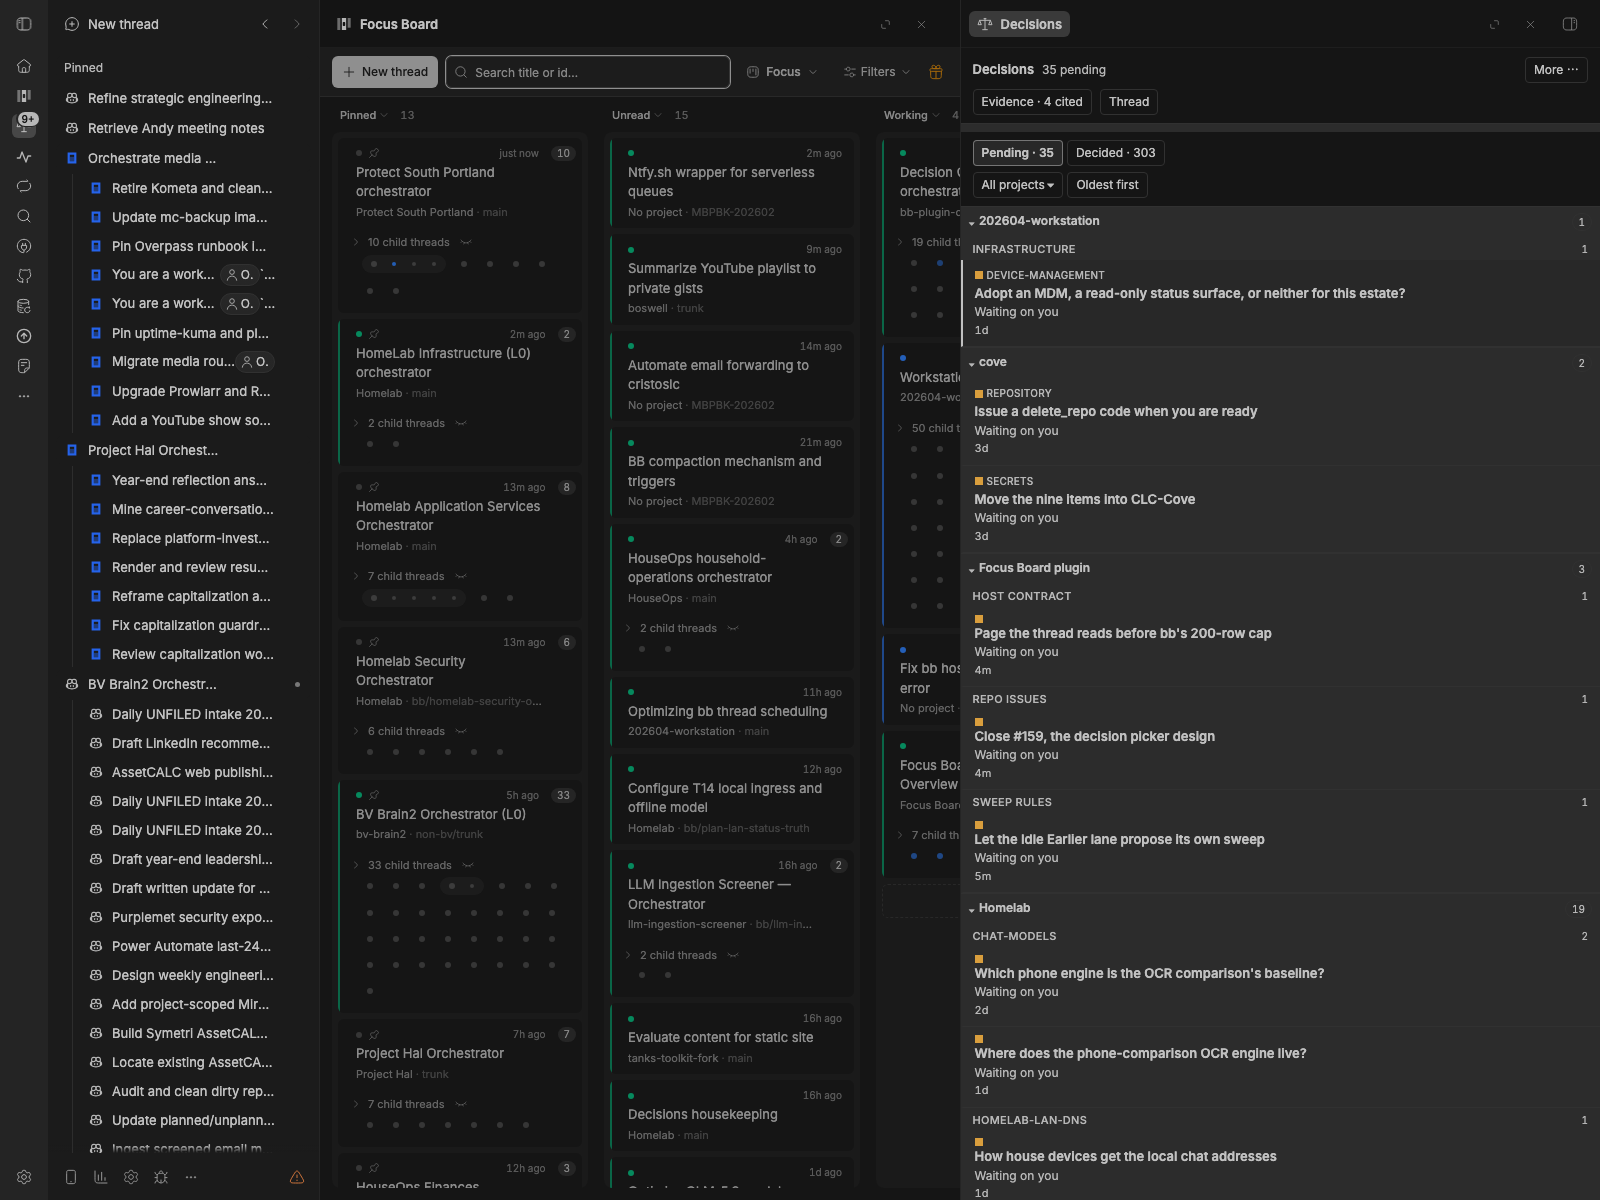 New thread
Pinned
Refine strategic engineering...
Retrieve Andy meeting notes
Orchestrate media ...
Retire Kometa and clean...
Update mc-backup ima...
Pin Overpass runbook i...
You are a work... O.
You are a work... O.
Pin uptime-kuma and pl...
Migrate media rou... O.
Upgrade Prowlarr and R...
Add a YouTube show so...
Project Hal Orchest...
Year-end reflection ans...
Mine career-conversatio...
Replace platform-invest...
Render and review resu...
Reframe capitalization a...
Fix capitalization guardr...
Review capitalization wo...
BV Brain2 Orchestr...
Daily UNFILED intake 20...
Draft LinkedIn recomme...
AssetCALC web publishi...
Daily UNFILED intake 20...
Daily UNFILED intake 20...
Draft year-end leadershi...
Draft written update for ...
Purplemet security expo...
Power Automate last-24...
Design weekly engineeri...
Add project-scoped Mir...
Build Symetri AssetCAL...
Locate existing AssetCA...
Audit and clean dirty rep...
Update planned/unplann...
Ingest screened email m...
9+
Focus Board
New thread
Search title or id...
Focus
Filters
Pinned 13
just now 10
Protect South Portland
orchestrator
Protect South Portland · main
10 child threads
2m ago 2
HomeLab Infrastructure (L0)
orchestrator
Homelab · main
2 child threads
13m ago 8
Homelab Application Services
Orchestrator
Homelab · main
7 child threads
13m ago 6
Homelab Security
Orchestrator
Homelab · bb/homelab-security-o...
6 child threads
5h ago 33
BV Brain2 Orchestrator (L0)
bv-brain2 · non-bv/trunk
33 child threads
7h ago 7
Project Hal Orchestrator
Project Hal · trunk
7 child threads
12h ago 3
HouseOps Finances
Unread 15
2m ago
Ntfy.sh wrapper for serverless
queues
No project · MBPBK-202602
9m ago
Summarize YouTube playlist to
private gists
boswell · trunk
14m ago
Automate email forwarding to
cristosic
No project · MBPBK-202602
21m ago
BB compaction mechanism and
triggers
No project · MBPBK-202602
4h ago 2
HouseOps household-
operations orchestrator
HouseOps · main
2 child threads
11h ago
Optimizing bb thread scheduling
202604-workstation · main
12h ago
Configure T14 local ingress and
offline model
Homelab · bb/plan-lan-status-truth
16h ago 2
LLM Ingestion Screener —
Orchestrator
llm-ingestion-screener · bb/llm-in...
2 child threads
16h ago
Evaluate content for static site
tanks-toolkit-fork · main
16h ago
Decisions housekeeping
Homelab · main
1d ago
Working 4
Decision
orchestrat
bb-plugin-
19 child th
Workstati
202604-wo
50 child t
Fix bb hos
error
No project ·
Focus Boa
Overview
Focus Board
7 child th
Decisions
Decisions 35 pending
More ···
Evidence · 4 cited
Thread
Pending · 35
Decided · 303
All projects
Oldest first
202604-workstation 1
INFRASTRUCTURE 1
DEVICE-MANAGEMENT
Adopt an MDM, a read-only status surface, or neither for this estate?
Waiting on you
1d
cove 2
REPOSITORY
Issue a delete_repo code when you are ready
Waiting on you
3d
SECRETS
Move the nine items into CLC-Cove
Waiting on you
3d
Focus Board plugin 3
HOST CONTRACT 1
Page the thread reads before bb's 200-row cap
Waiting on you
4m
REPO ISSUES 1
Close #159, the decision picker design
Waiting on you
4m
SWEEP RULES 1
Let the Idle Earlier lane propose its own sweep
Waiting on you
5m
Homelab 19
CHAT-MODELS 2
Which phone engine is the OCR comparison's baseline?
Waiting on you
2d
Where does the phone-comparison OCR engine live?
Waiting on you
1d
HOMELAB-LAN-DNS 1
How house devices get the local chat addresses
Waiting on you
1d